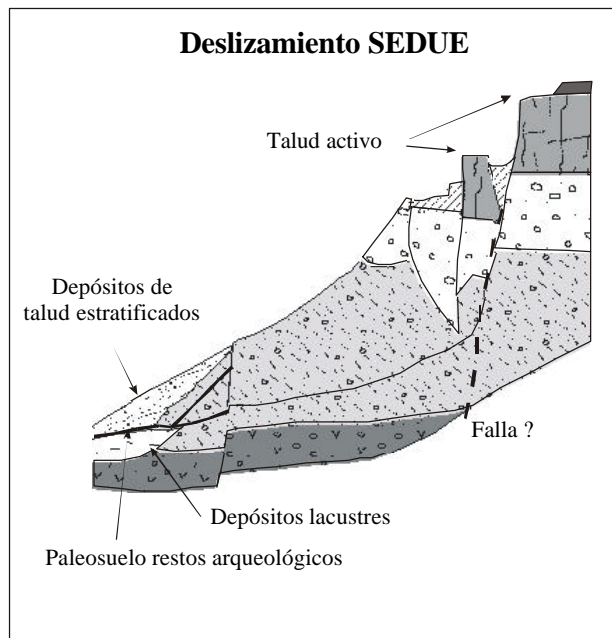 Deslizamiento SEDUE
Talud activo
Depósitos de
talud estratificados
Falla ?
Depósitos lacustres
Paleosuelo restos arqueológicos